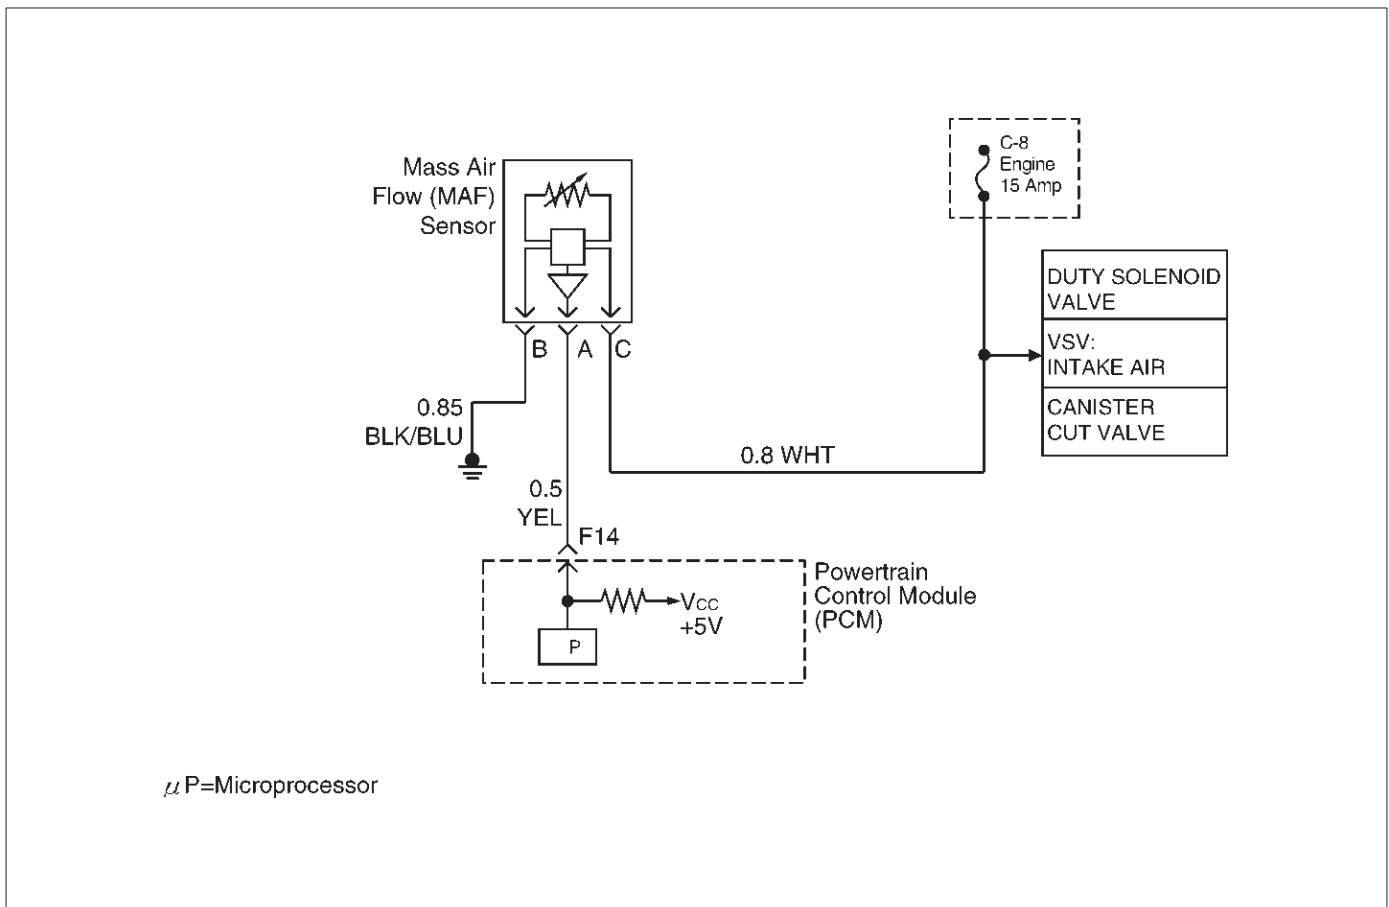 Mass Air
Flow (MAF)
Sensor
C-8
Engine
15 Amp
DUTY SOLENOID
VALVE
VSV:
INTAKE AIR
CANISTER
CUT VALVE
B
A
C
0.85
BLK/BLU
0.8 WHT
0.5
YEL
F14
Powertrain
Control Module
(PCM)
VCC
+5V
P
μP=Microprocessor